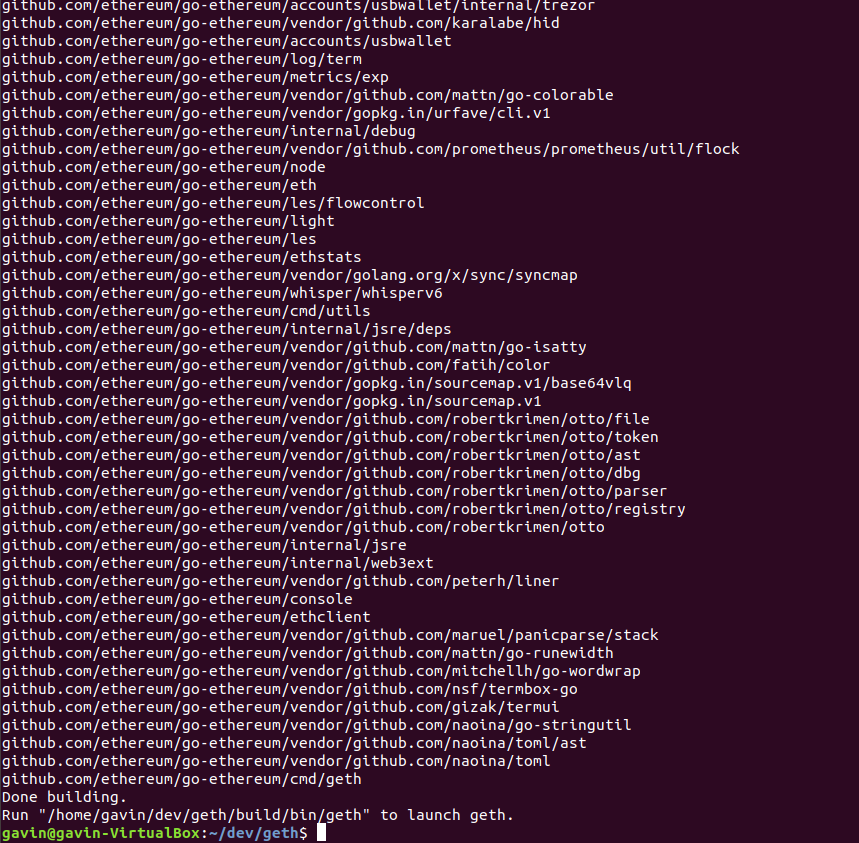 github.com/ethereum/go-ethereum/accounts/usbwallet/internal/trezor
github.com/ethereum/go-ethereum/vendor/github.com/karalabe/hid
github.com/ethereum/go-ethereum/accounts/usbwallet
github.com/ethereum/go-ethereum/log/term
github.com/ethereum/go-ethereum/metrics/exp
github.com/ethereum/go-ethereum/vendor/github.com/mattn/go-colorable
github.com/ethereum/go-ethereum/vendor/gopkg.in/urfave/cli.v1
github.com/ethereum/go-ethereum/internal/debug
github.com/ethereum/go-ethereum/vendor/github.com/prometheus/prometheus/util/flock
github.com/ethereum/go-ethereum/node
github.com/ethereum/go-ethereum/eth
github.com/ethereum/go-ethereum/les/flowcontrol
github.com/ethereum/go-ethereum/light
github.com/ethereum/go-ethereum/les
github.com/ethereum/go-ethereum/ethstats
github.com/ethereum/go-ethereum/vendor/golang.org/x/sync/syncmap
github.com/ethereum/go-ethereum/whisper/whisperv6
github.com/ethereum/go-ethereum/cmd/utils
github.com/ethereum/go-ethereum/internal/jsre/deps
github.com/ethereum/go-ethereum/vendor/github.com/mattn/go-isatty
github.com/ethereum/go-ethereum/vendor/github.com/fatih/color
github.com/ethereum/go-ethereum/vendor/gopkg.in/sourcemap.v1/base64vlq
github.com/ethereum/go-ethereum/vendor/gopkg.in/sourcemap.v1
github.com/ethereum/go-ethereum/vendor/github.com/robertkrimen/otto/file
github.com/ethereum/go-ethereum/vendor/github.com/robertkrimen/otto/token
github.com/ethereum/go-ethereum/vendor/github.com/robertkrimen/otto/ast
github.com/ethereum/go-ethereum/vendor/github.com/robertkrimen/otto/dbg
github.com/ethereum/go-ethereum/vendor/github.com/robertkrimen/otto/parser
github.com/ethereum/go-ethereum/vendor/github.com/robertkrimen/otto/registry
github.com/ethereum/go-ethereum/vendor/github.com/robertkrimen/otto
github.com/ethereum/go-ethereum/internal/jsre
github.com/ethereum/go-ethereum/internal/web3ext
github.com/ethereum/go-ethereum/vendor/github.com/peterh/liner
github.com/ethereum/go-ethereum/console
github.com/ethereum/go-ethereum/ethclient
github.com/ethereum/go-ethereum/vendor/github.com/maruel/panicparse/stack
github.com/ethereum/go-ethereum/vendor/github.com/mattn/go-runewidth
github.com/ethereum/go-ethereum/vendor/github.com/mitchellh/go-wordwrap
github.com/ethereum/go-ethereum/vendor/github.com/nsf/termbox-go
github.com/ethereum/go-ethereum/vendor/github.com/gizak/termui
github.com/ethereum/go-ethereum/vendor/github.com/naoina/go-stringutil
github.com/ethereum/go-ethereum/vendor/github.com/naoina/toml/ast
github.com/ethereum/go-ethereum/vendor/github.com/naoina/toml
github.com/ethereum/go-ethereum/cmd/geth
Done building.
Run "/home/gavin/dev/geth/build/bin/geth" to launch geth.
gavin@gavin-VirtualBox:~/dev/geth$